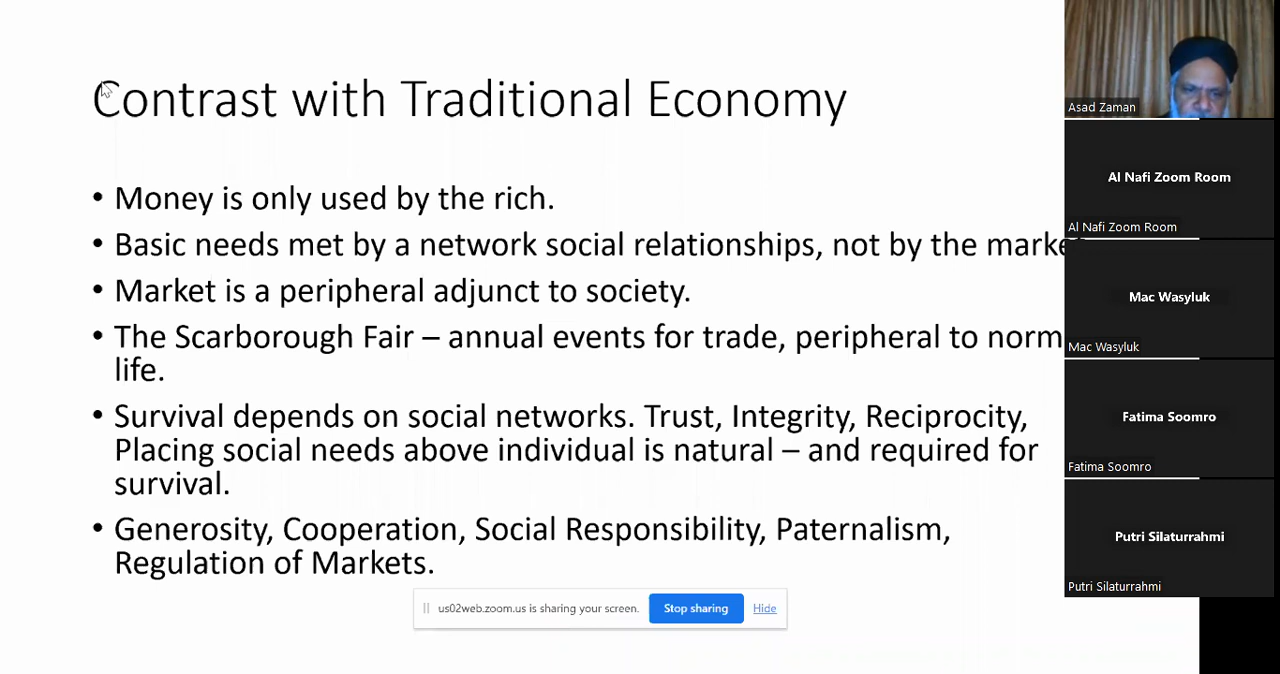 Contrast with Traditional Economy
• Money is only used by the rich.
• Basic needs met by a network social relationships, not by the marke
• Market is a peripheral adjunct to society.
• The Scarborough Fair – annual events for trade, peripheral to norm
life.
• Survival depends on social networks. Trust, Integrity, Reciprocity,
Placing social needs above individual is natural – and required for
survival.
• Generosity, Cooperation, Social Responsibility, Paternalism,
Regulation of Markets.
us02web.zoom.us is sharing your screen. Stop sharing Hide
Asad Zaman
Al Nafi Zoom Room
Al Nafi Zoom Room
Mac Wasyluk
Mac Wasyluk
Fatima Soomro
Fatima Soomro
Putri Silaturrahmi
Putri Silaturrahmi